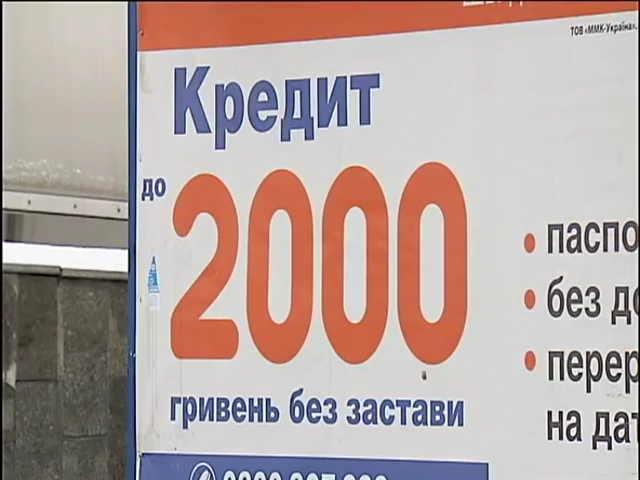 ТОВ «ММК-Україна»,
Кредит
до
2000
гривень без застави
• паспо
• без до
• перер
на дат